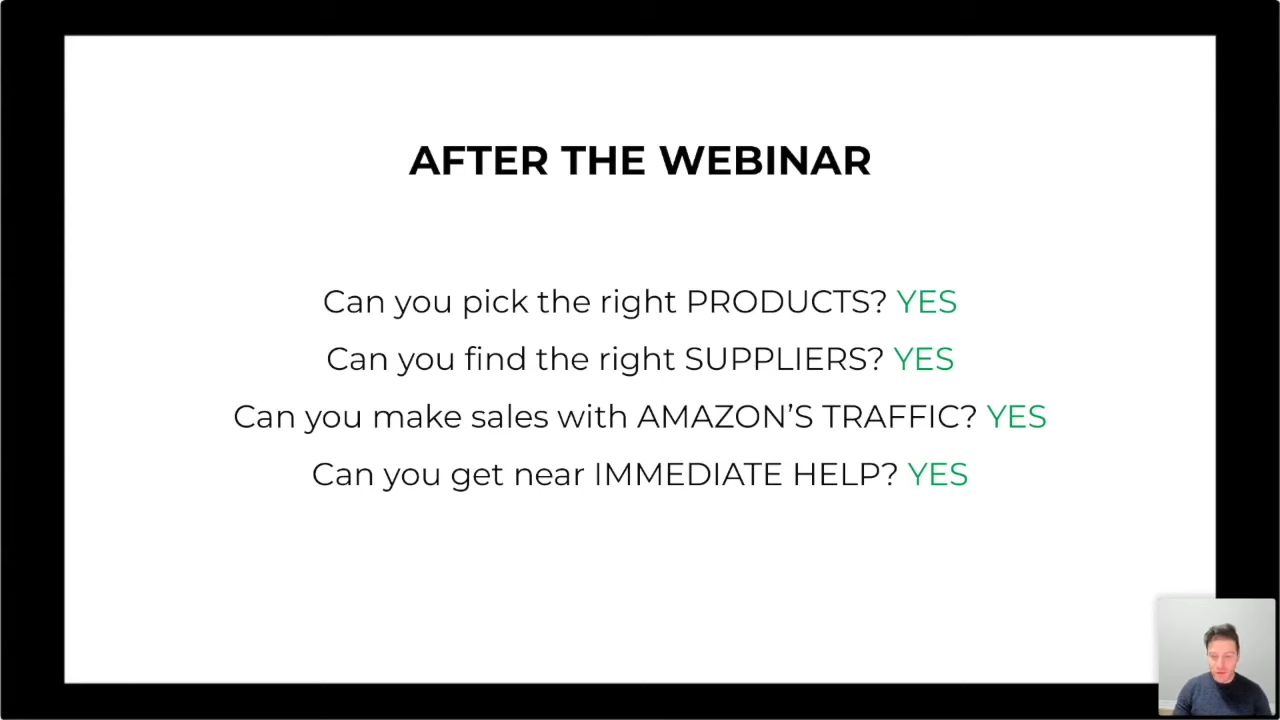 AFTER THE WEBINAR
Can you pick the right PRODUCTS? YES
Can you find the right SUPPLIERS? YES
Can you make sales with AMAZON’S TRAFFIC? YES
Can you get near IMMEDIATE HELP? YES